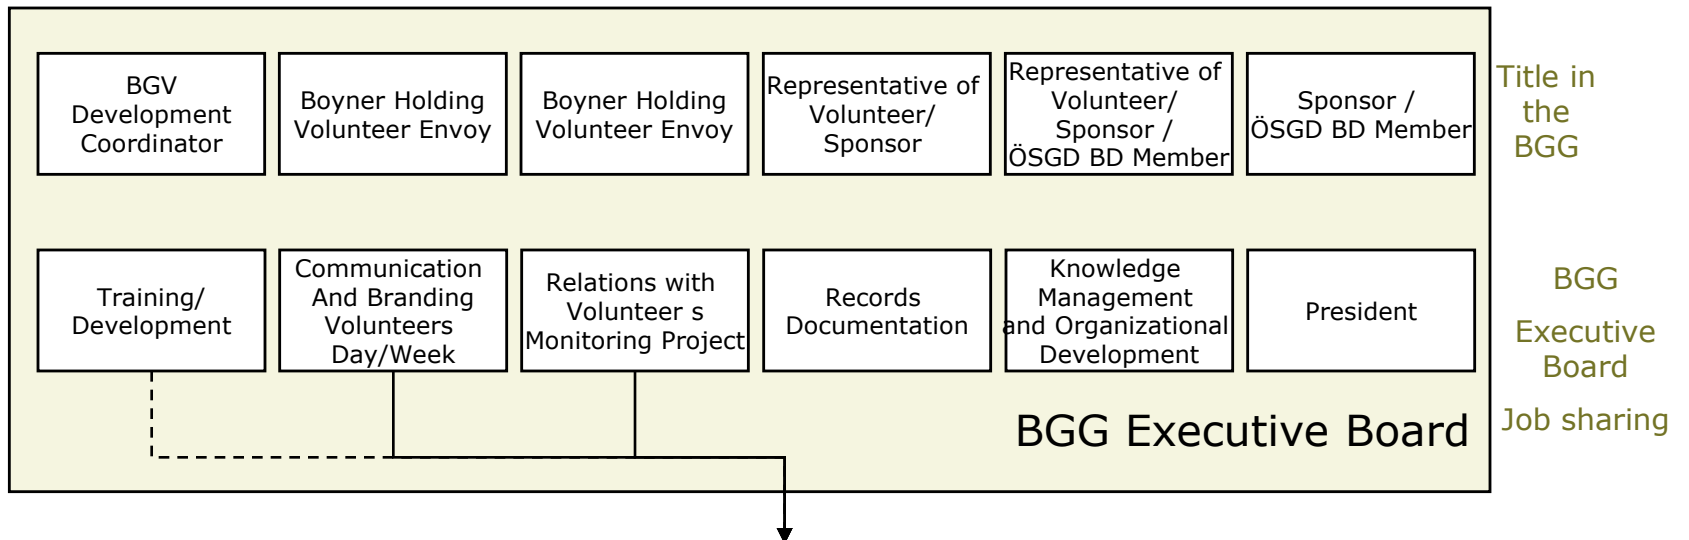 BGV
Development
Coordinator
Boyner Holding
Volunteer Envoy
Boyner Holding
Volunteer Envoy
Representative of
Volunteer/
Sponsor
Representative of
Volunteer/
Sponsor /
ÖSGD BD Member
Sponsor /
ÖSGD BD Member
Title in
the
BGG
Training/
Development
Communication
And Branding
Volunteers
Day/Week
Relations with
Volunteer s
Monitoring Project
Records
Documentation
Knowledge
Management
and Organizational
Development
President
BGG
Executive
Board
Job sharing
BGG Executive Board